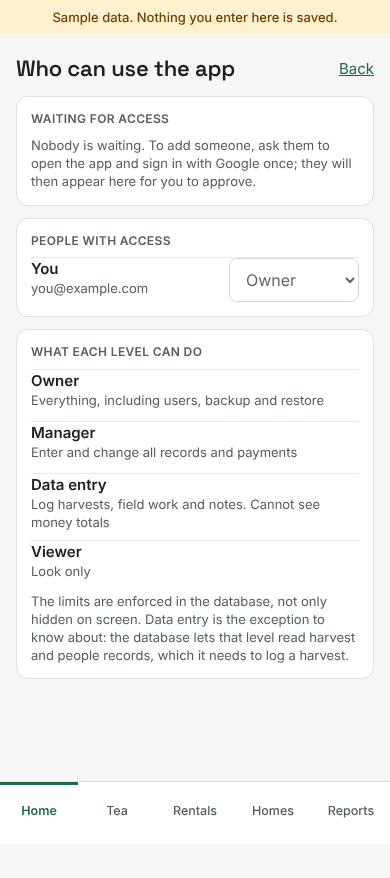 Sample data. Nothing you enter here is saved.
Who can use the app
Back
WAITING FOR ACCESS
Nobody is waiting. To add someone, ask them to
open the app and sign in with Google once; they will
then appear here for you to approve.
PEOPLE WITH ACCESS
You
you@example.com
Owner
WHAT EACH LEVEL CAN DO
Owner
Everything, including users, backup and restore
Manager
Enter and change all records and payments
Data entry
Log harvests, field work and notes. Cannot see
money totals
Viewer
Look only
The limits are enforced in the database, not only
hidden on screen. Data entry is the exception to
know about: the database lets that level read harvest
and people records, which it needs to log a harvest.
Home
Tea
Rentals
Homes
Reports